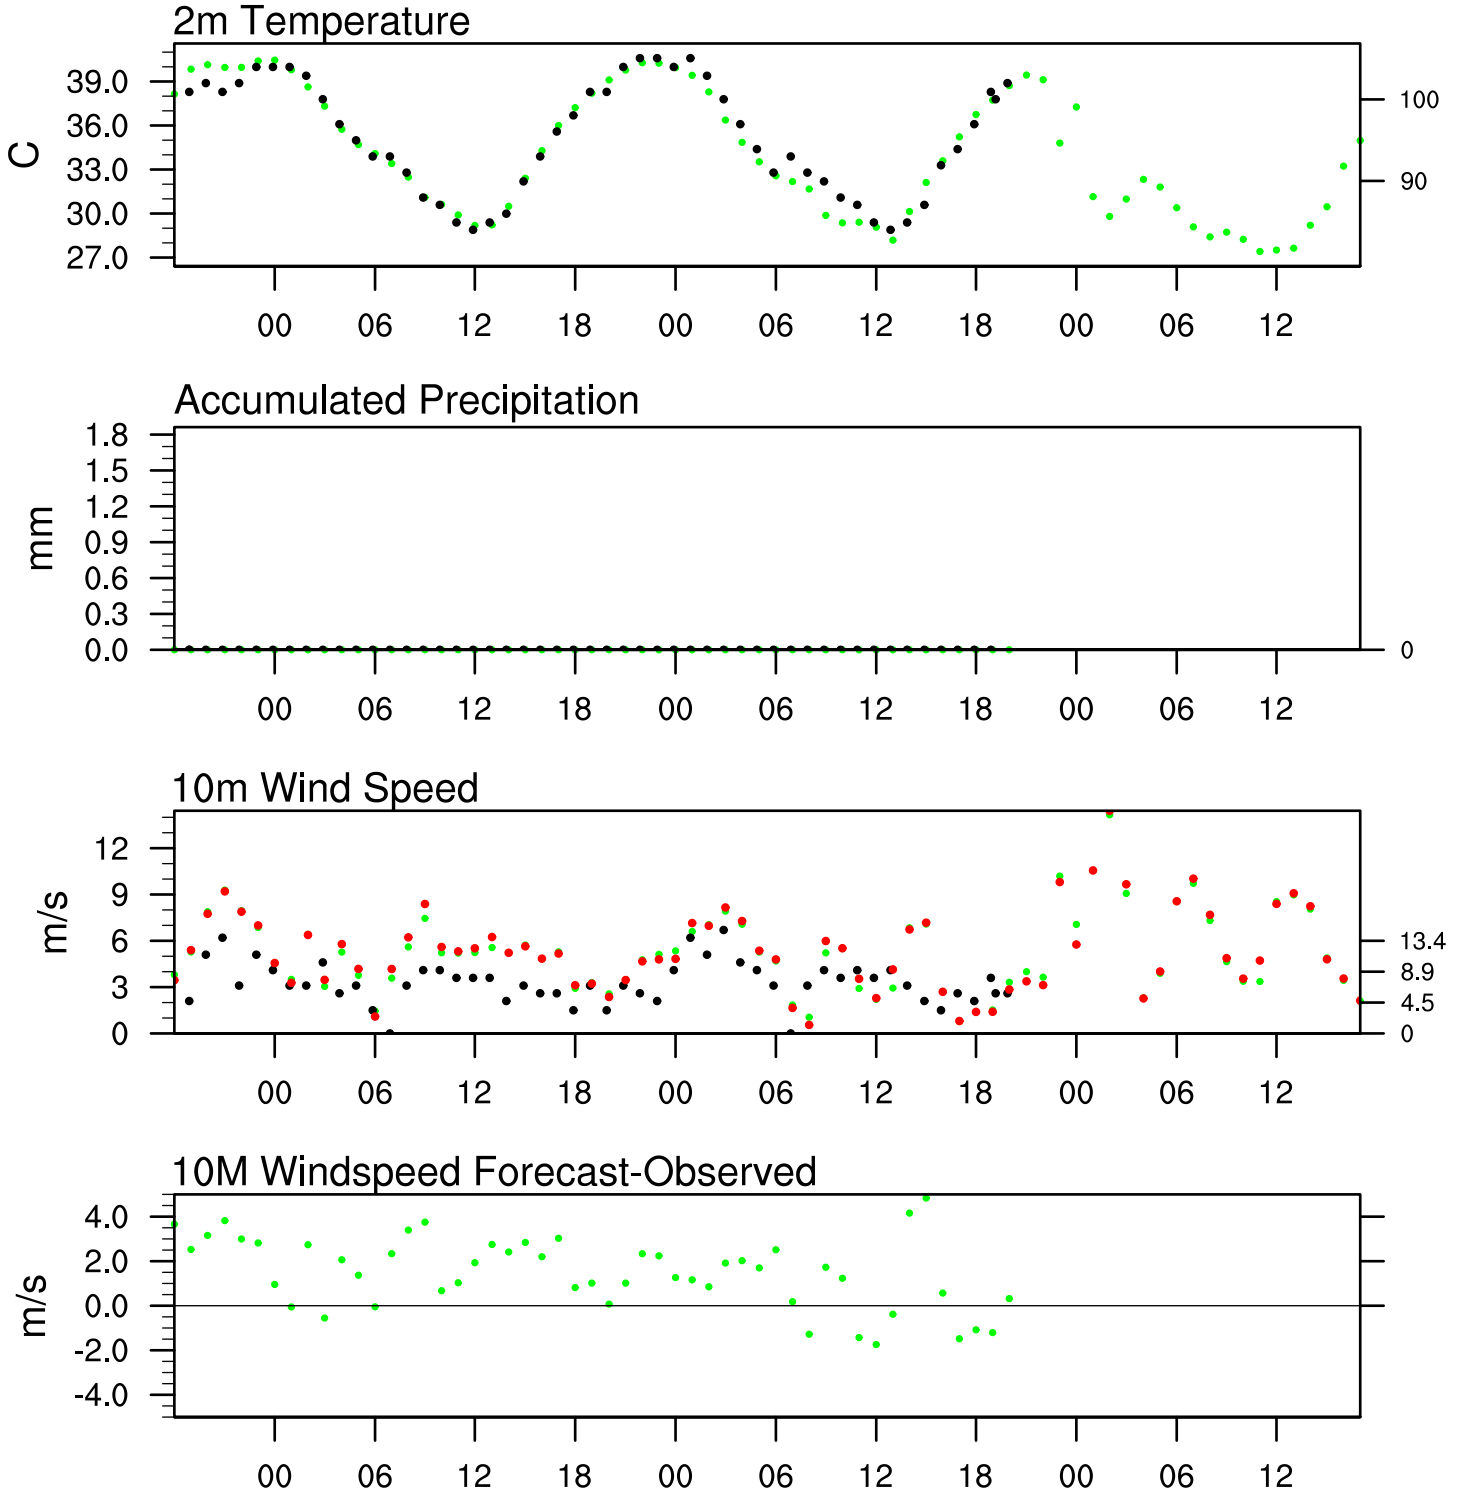 2m Temperature
39.0
36.0
33.0
30.0
27.0
C
100
90
00 06 12 18 00 06 12 18 00 06 12
Accumulated Precipitation
1.8
1.5
1.2
0.9
0.6
0.3
0.0
mm
0
00 06 12 18 00 06 12 18 00 06 12
10m Wind Speed
12
9
6
3
0
m/s
13.4
8.9
4.5
0
00 06 12 18 00 06 12 18 00 06 12
10M Windspeed Forecast-Observed
4.0
2.0
0.0
-2.0
-4.0
m/s
00 06 12 18 00 06 12 18 00 06 12